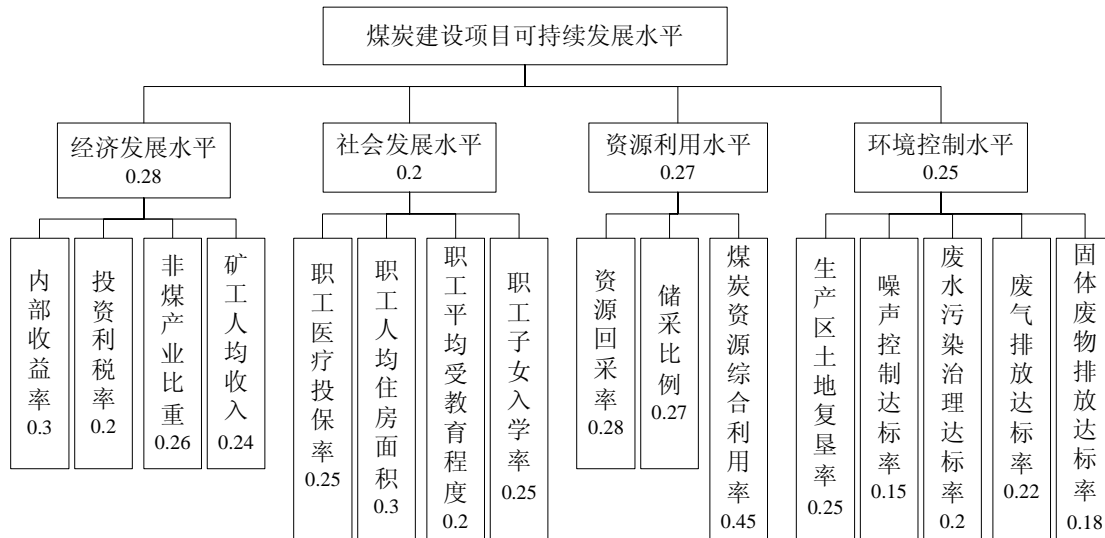 煤炭建设项目可持续发展水平
经济发展水平
0.28
社会发展水平
0.2
资源利用水平
0.27
环境控制水平
0.25
内部收益率
0.3
投资利税率
0.2
非煤产业比重
0.26
矿工人均收入
0.24
职工医疗投保率
0.25
职工人均住房面积
0.3
职工平均受教育程度
0.2
职工子女入学率
0.25
资源回采率
0.28
储采比例
0.27
煤炭资源综合利用率
0.45
生产区土地复垦率
0.25
噪声控制达标率
0.15
废水污染治理达标率
0.2
废气排放达标率
0.22
固体废物排放达标率
0.18